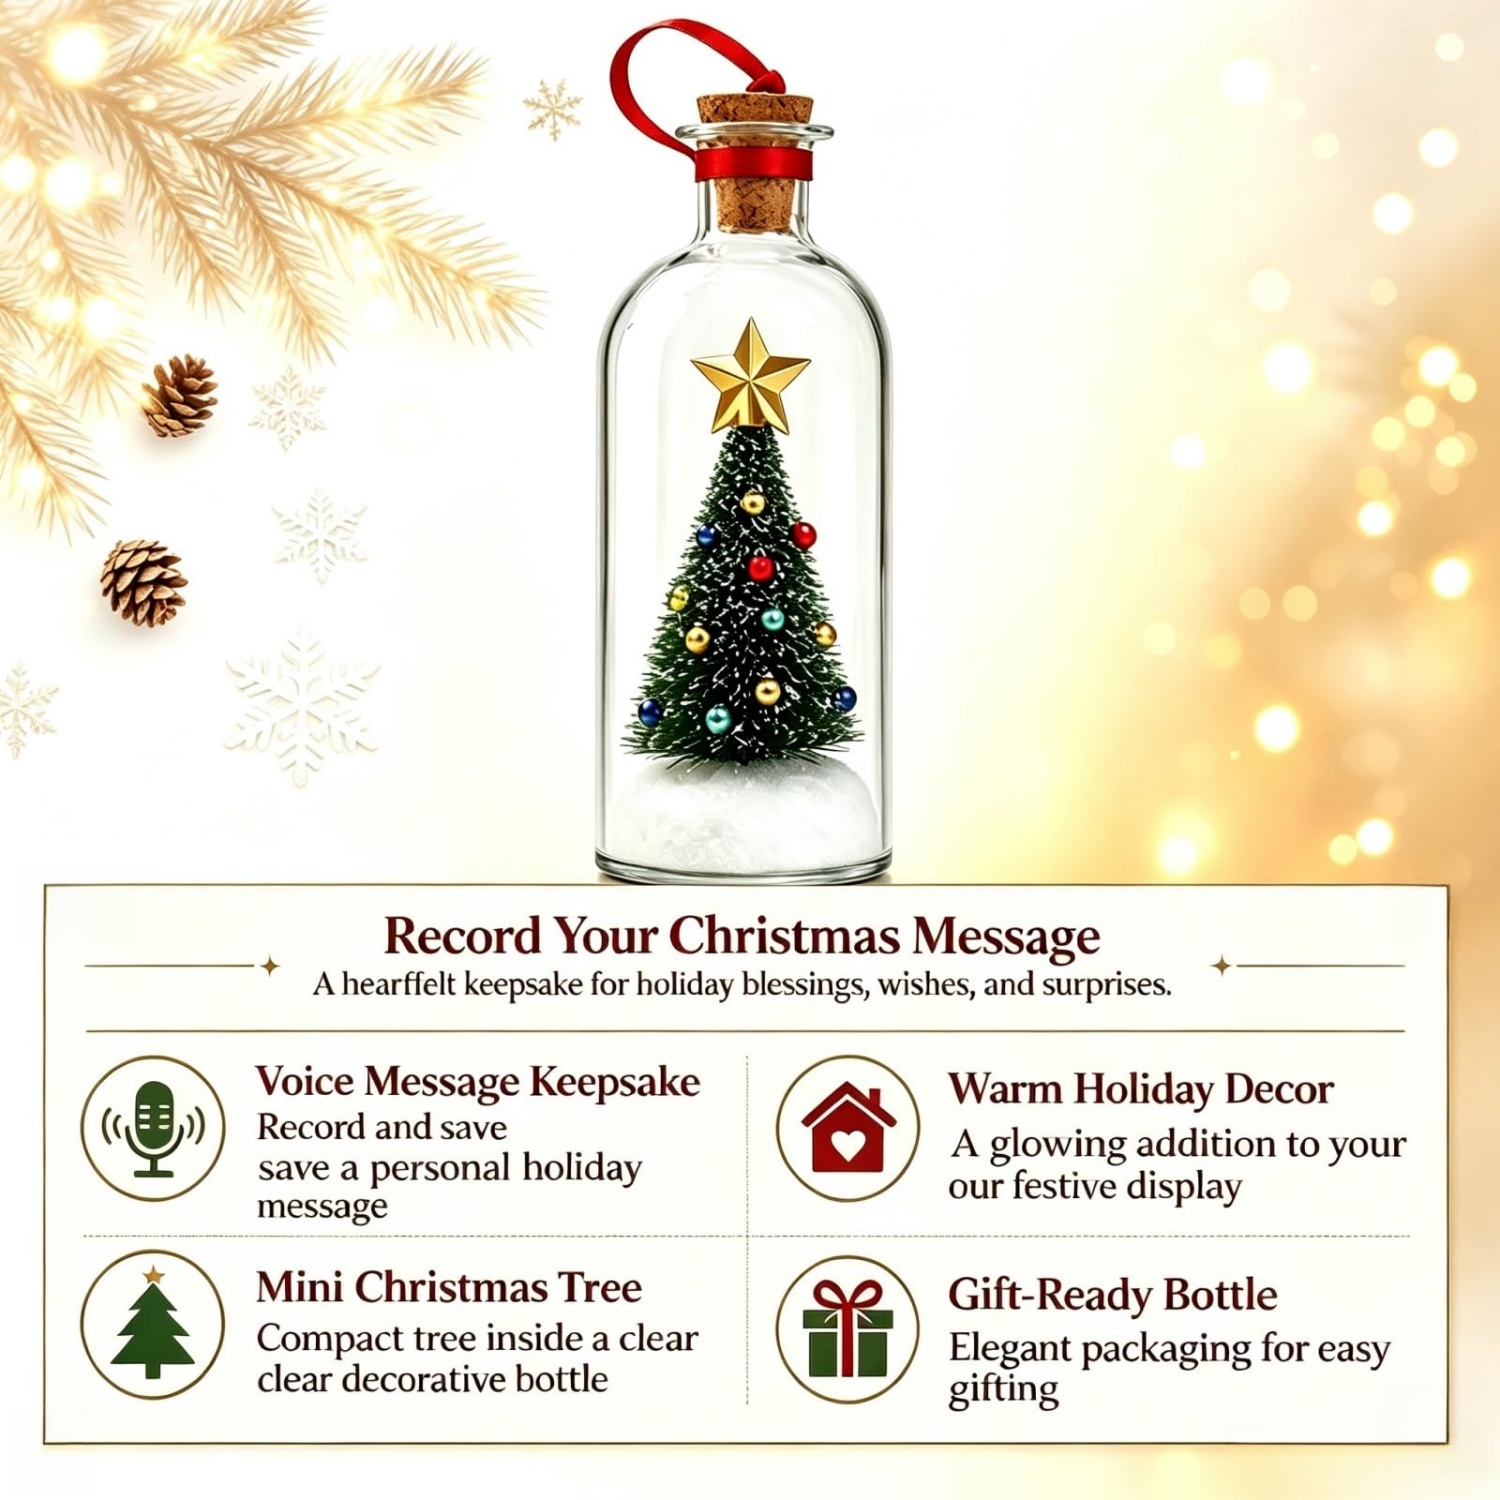 Record Your Christmas Message
A hearffelt keepsake for holiday blessings, wishes, and surprises.
Voice Message Keepsake
Record and save
save a personal holiday
message
Warm Holiday Decor
A glowing addition to your
our festive display
Mini Christmas Tree
Compact tree inside a clear
clear decorative bottle
Gift-Ready Bottle
Elegant packaging for easy
gifting